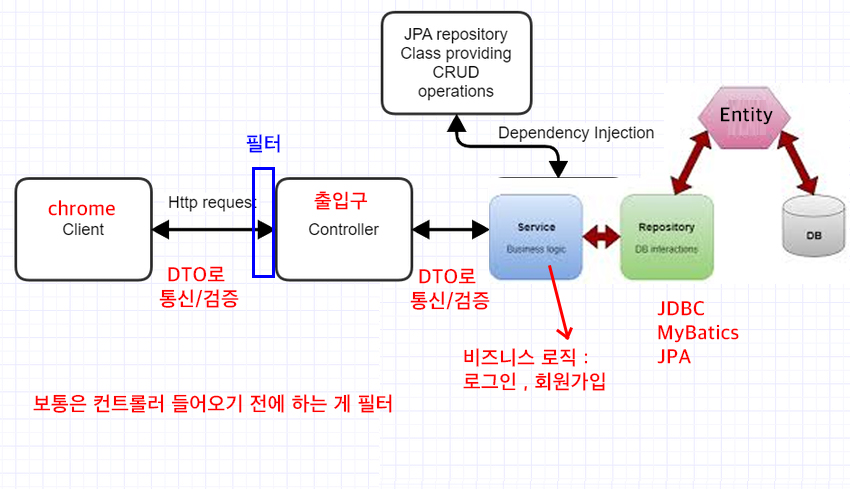 JPA repository
Class providing
CRUD
operations
Entity
Dependency Injection
필터
chrome
Client
Http request
출입구
Controller
Service
Business logic
Repository
DB interactions
DB
DTO로
통신/검증
DTO로
통신/검증
JDBC
MyBatics
JPA
비즈니스 로직 :
로그인 , 회원가입
보통은 컨트롤러 들어오기 전에 하는 게 필터